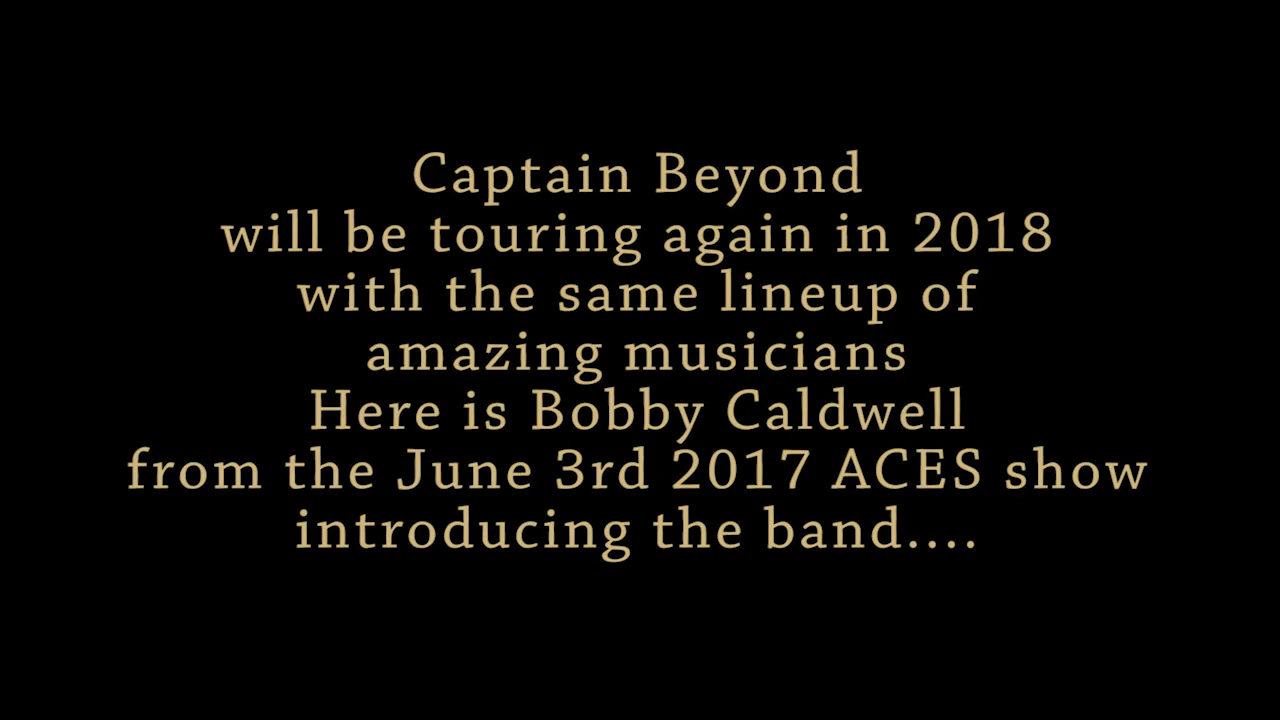 Captain Beyond
will be touring again in 2018
with the same lineup of
amazing musicians
Here is Bobby Caldwell
from the June 3rd 2017 ACES show
introducing the band....